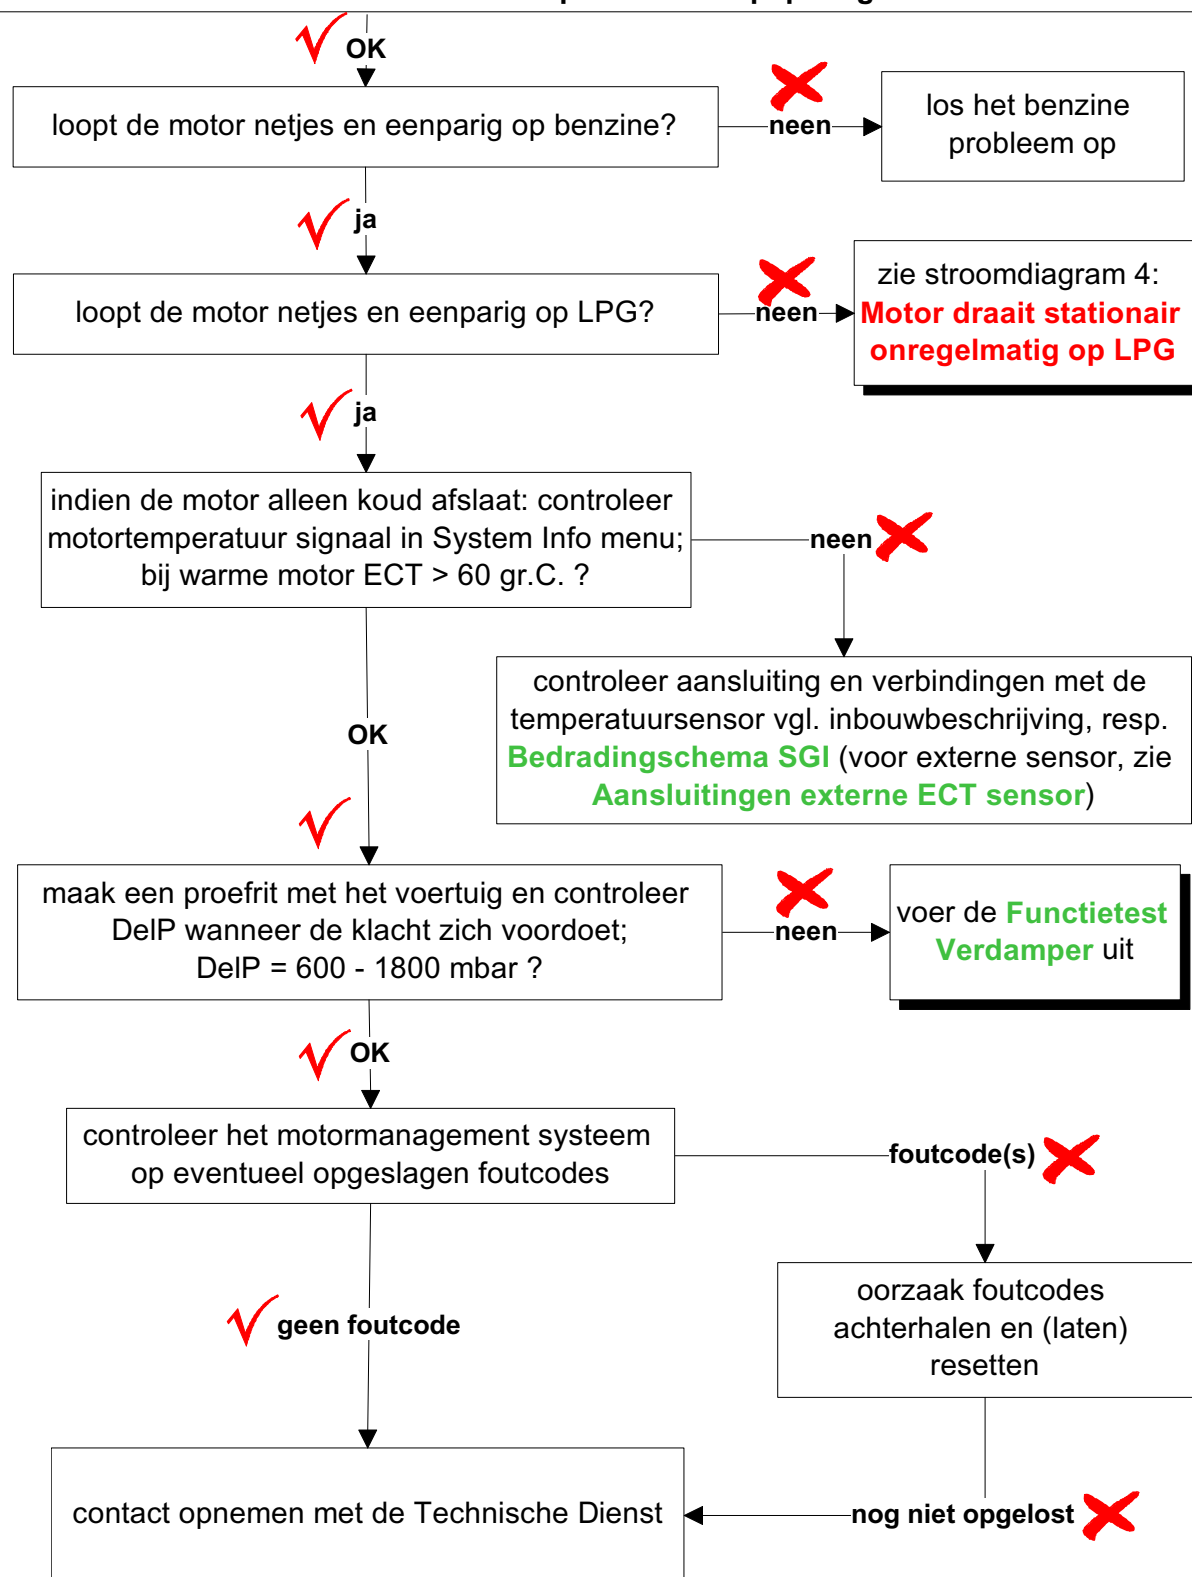 OK
loopt de motor netjes en eenparig op benzine?
neen
los het benzine
probleem op
ja
loopt de motor netjes en eenparig op LPG?
neen
zie stroomdiagram 4:
Motor draait stationair
onregelmatig op LPG
ja
indien de motor alleen koud afslaat: controleer
motortemperatuur signaal in System Info menu;
bij warme motor ECT > 60 gr.C. ?
neen
controleer aansluiting en verbindingen met de
temperatuursensor vgl. inbouwbeschrijving, resp.
Bedradingschema SGI (voor externe sensor, zie
Aansluitingen externe ECT sensor)
OK
maak een proefrit met het voertuig en controleer
DelP wanneer de klacht zich voordoet;
DelP = 600 - 1800 mbar ?
neen
voer de Functietest
Verdamper uit
OK
controleer het motormanagement systeem
op eventueel opgeslagen foutcodes
foutcode(s)
oorzaak foutcodes
achterhalen en (laten)
resetten
geen foutcode
contact opnemen met de Technische Dienst
nog niet opgelost